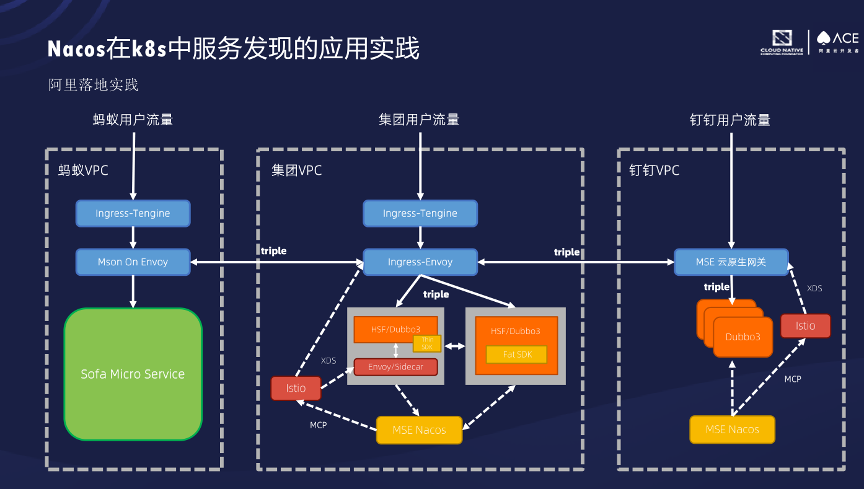 Nacos在k8s中服务发现的应用实践
CLOUD NATIVE
COMPUTING FOUNDATION
ACE
阿里云开发者
阿里落地实践
蚂蚁用户流量
集团用户流量
钉钉用户流量
蚂蚁VPC
集团VPC
钉钉VPC
Ingress-Tengine
Ingress-Tengine
Mson On Envoy
triple
Ingress-Envoy
triple
MSE 云原生网关
triple
triple
XDS
HSF/Dubbo3
HSF/Dubbo3
Dubbo3
Istio
Thin
SDK
Fat SDK
XDS
Envoy/Sidecar
Sofa Micro Service
Istio
MCP
MCP
MSE Nacos
MSE Nacos